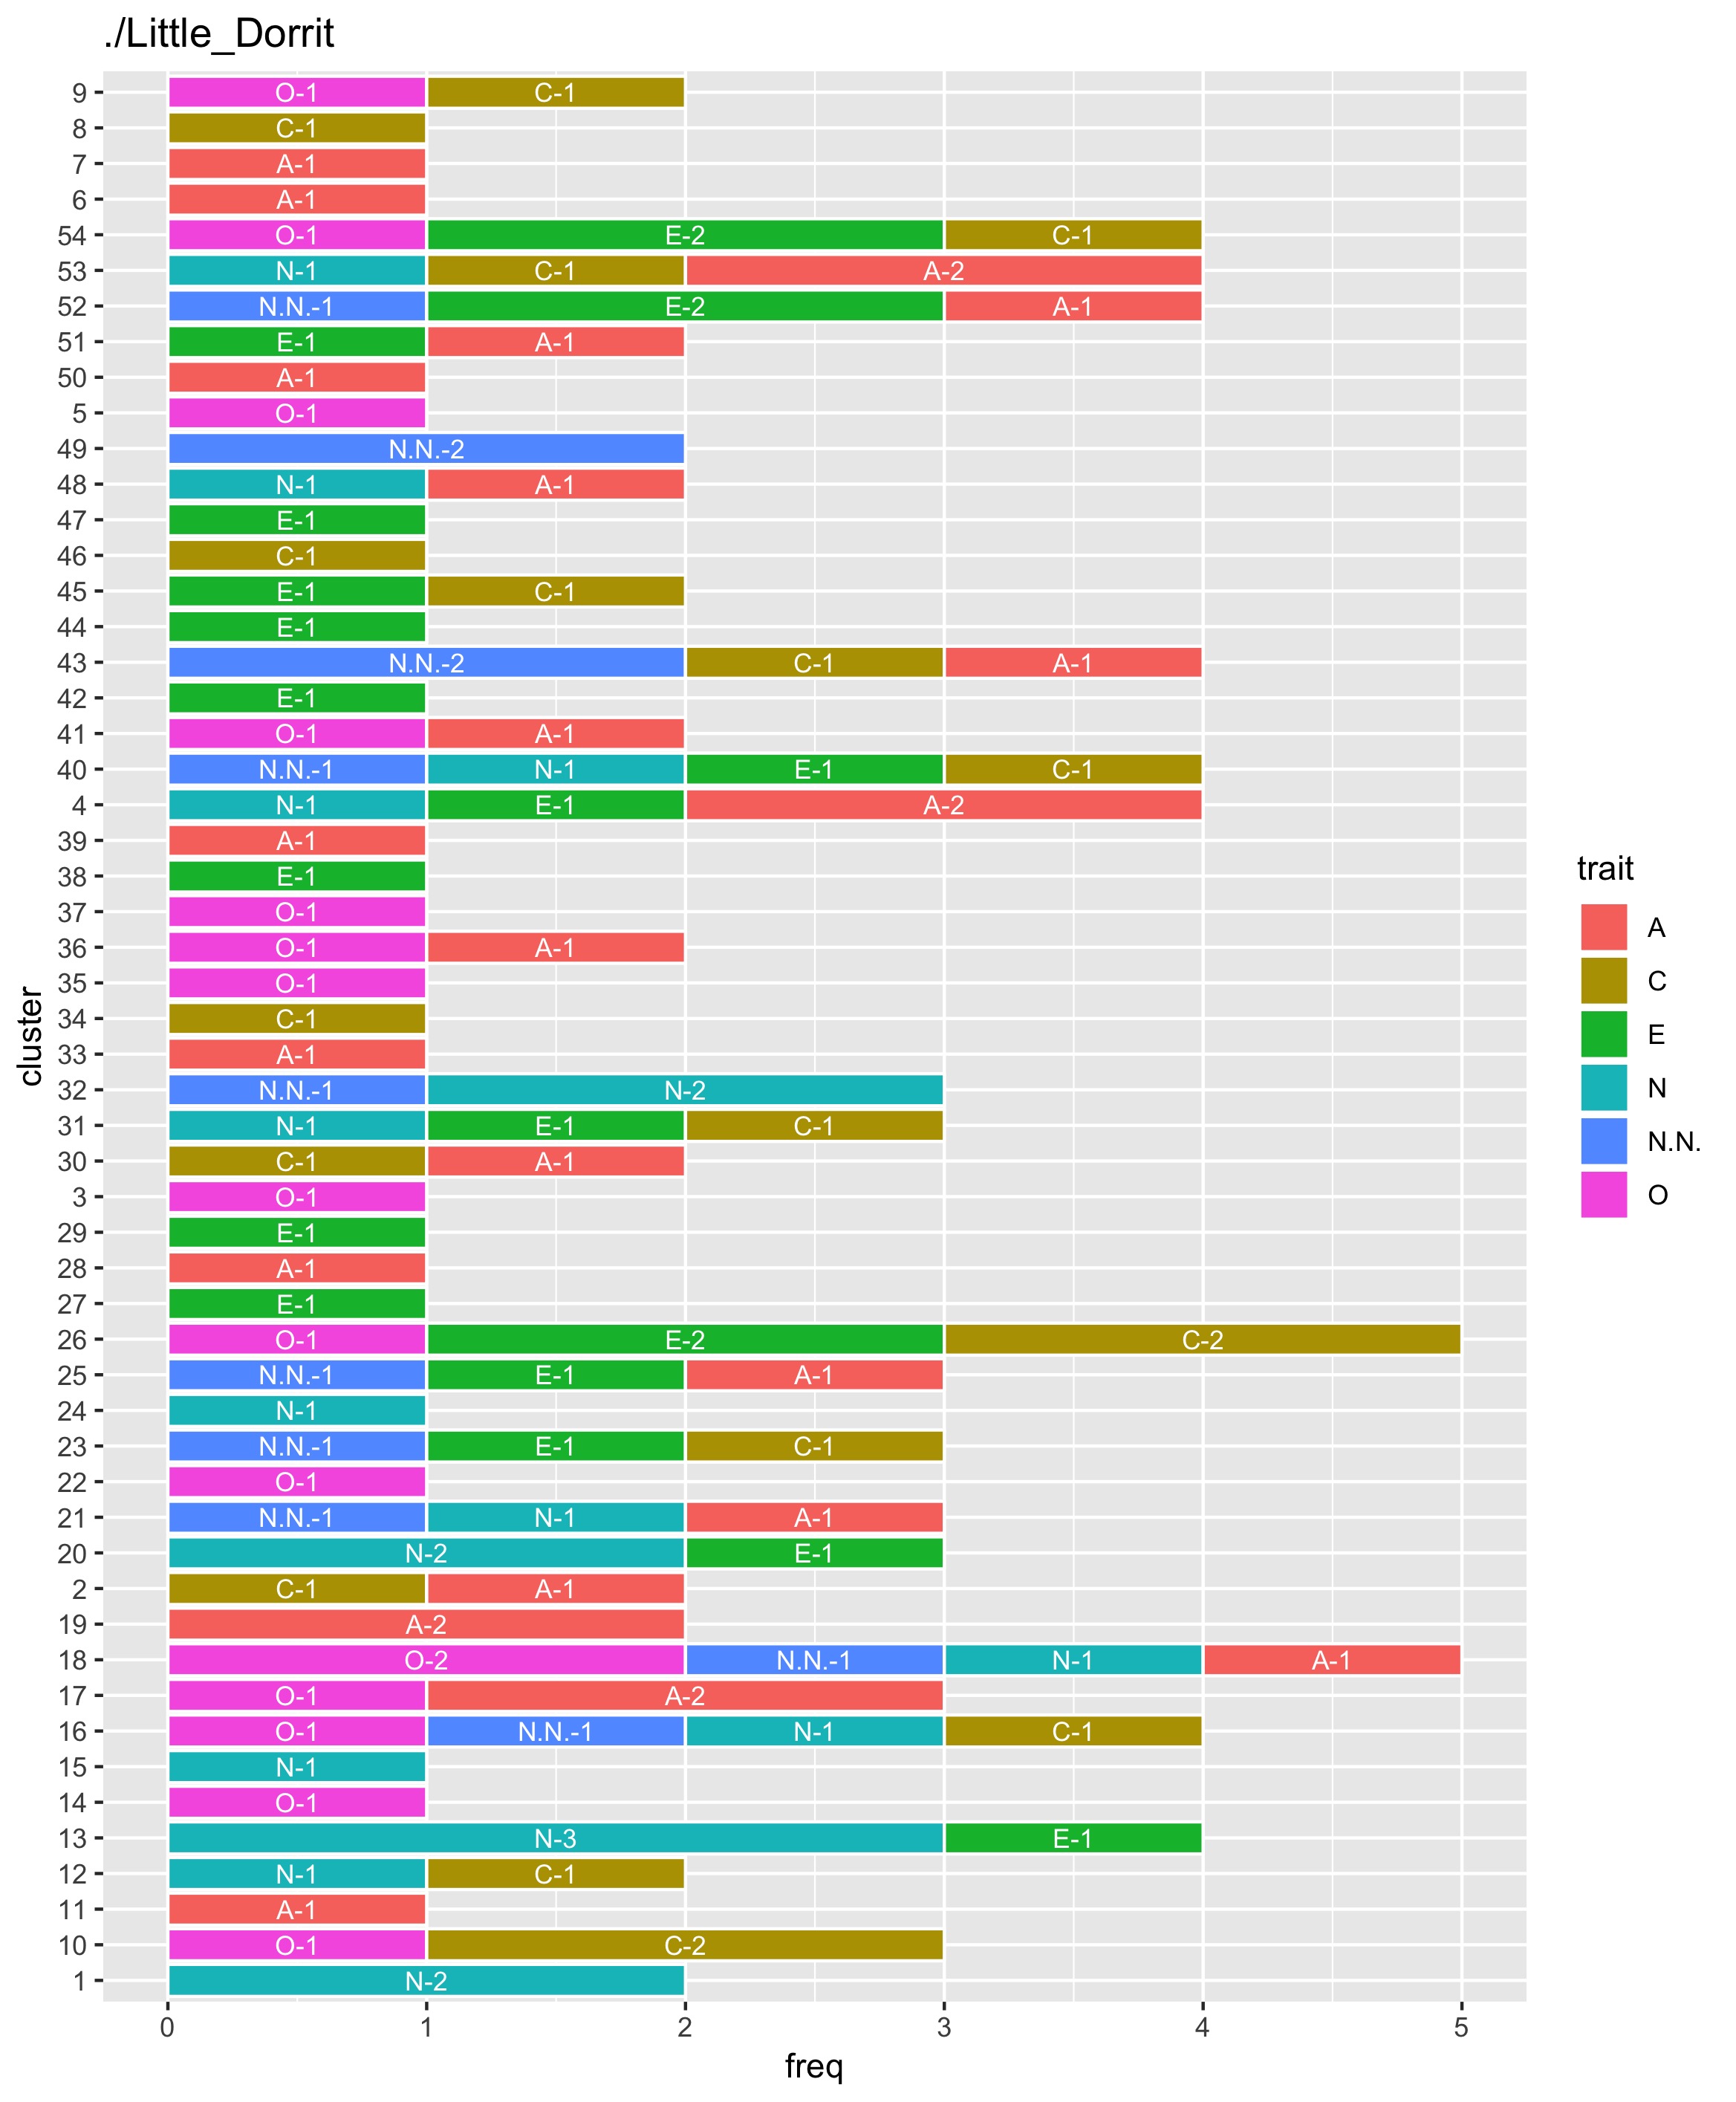 ./Little_Dorrit
9 O-1 C-1
8 C-1
7 A-1
6 A-1
54 O-1 E-2 C-1
53 N-1 C-1 A-2
52 N.N.-1 E-2 A-1
51 E-1 A-1
50 A-1
5 O-1
49 N.N.-2
48 N-1 A-1
47 E-1
46 C-1
45 E-1 C-1
44 E-1
43 N.N.-2 C-1 A-1
42 E-1
41 O-1 A-1
40 N.N.-1 N-1 E-1 C-1
4 N-1 E-1 A-2
39 A-1
38 E-1
37 O-1
36 O-1 A-1
35 O-1
34 C-1
33 A-1
32 N.N.-1 N-2
31 N-1 E-1 C-1
30 C-1 A-1
3 O-1
29 E-1
28 A-1
27 E-1
26 O-1 E-2 C-2
25 N.N.-1 E-1 A-1
24 N-1
23 N.N.-1 E-1 C-1
22 O-1
21 N.N.-1 N-1 A-1
20 N-2 E-1
2 C-1 A-1
19 A-2
18 O-2 N.N.-1 N-1 A-1
17 O-1 A-2
16 O-1 N.N.-1 N-1 C-1
15 N-1
14 O-1
13 N-3 E-1
12 N-1 C-1
11 A-1
10 O-1 C-2
1 N-2
0 1 2 3 4 5
freq
cluster
trait
A
C
E
N
N.N.
O